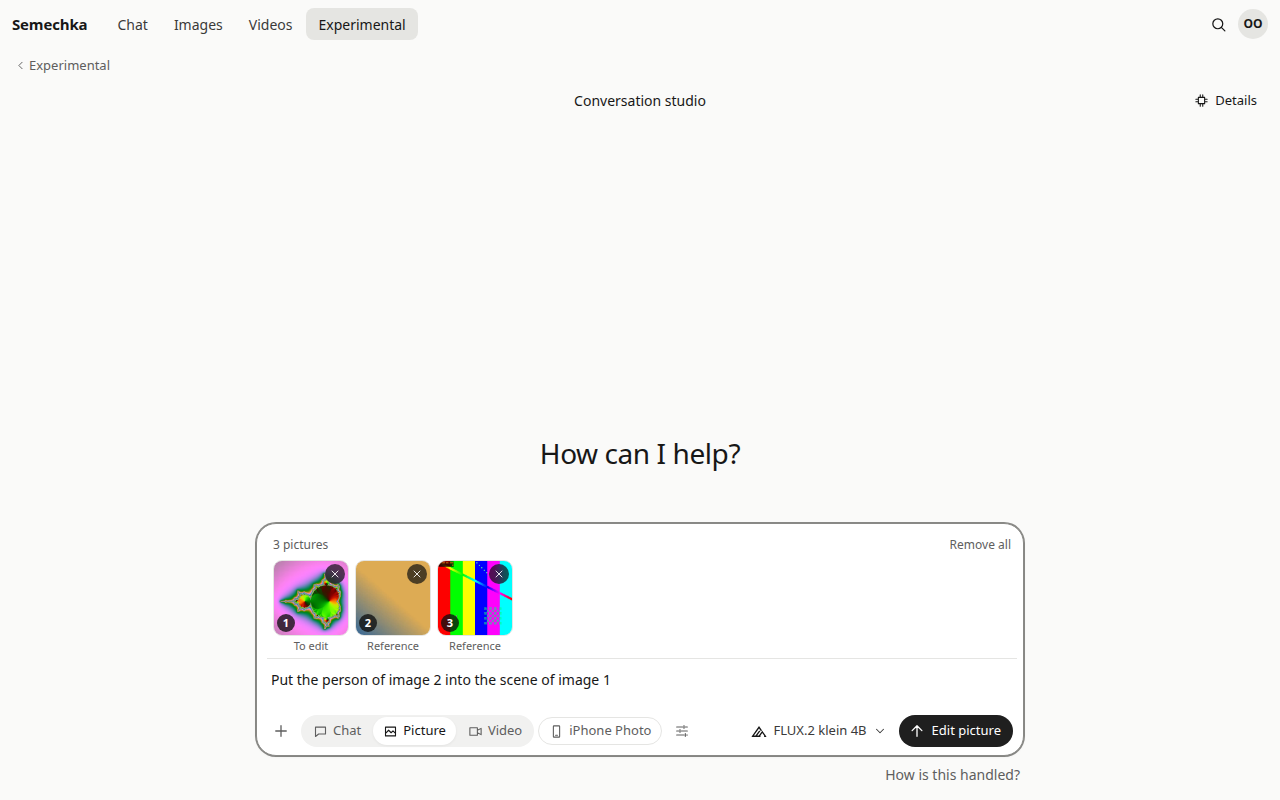 Semechka Chat Images Videos Experimental OO
Experimental
Conversation studio Details
How can I help?
3 pictures Remove all
1 2 3
To edit Reference Reference
Put the person of image 2 into the scene of image 1
Chat Picture Video iPhone Photo FLUX.2 klein 4B Edit picture
How is this handled?